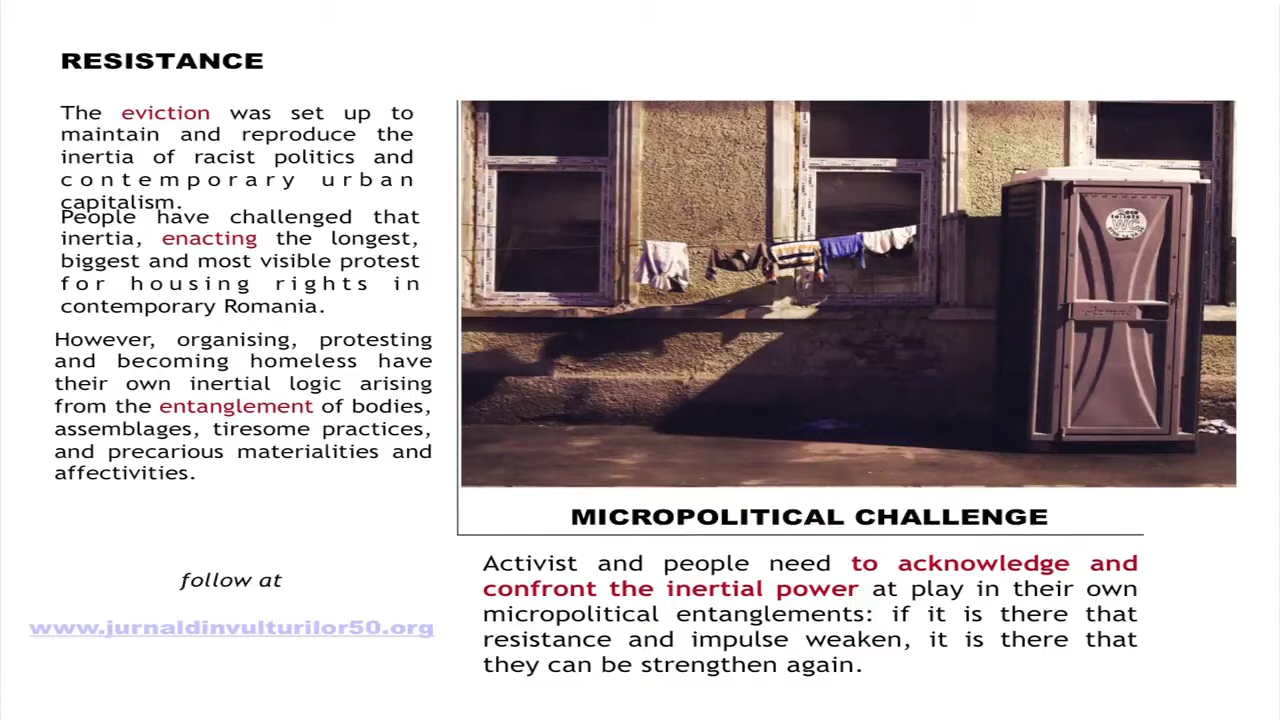 RESISTANCE
The eviction was set up to
maintain and reproduce the
inertia of racist politics and
contemporary urban
capitalism.
People have challenged that
inertia, enacting the longest,
biggest and most visible protest
for housing rights in
contemporary Romania.
However, organising, protesting
and becoming homeless have
their own inertial logic arising
from the entanglement of bodies,
assemblages, tiresome practices,
and precarious materialities and
affectivities.
follow at
www.jurnaldinvulturilor50.org
WC
MICROPOLITICAL CHALLENGE
Activist and people need to acknowledge and
confront the inertial power at play in their own
micropolitical entanglements: if it is there that
resistance and impulse weaken, it is there that
they can be strengthen again.